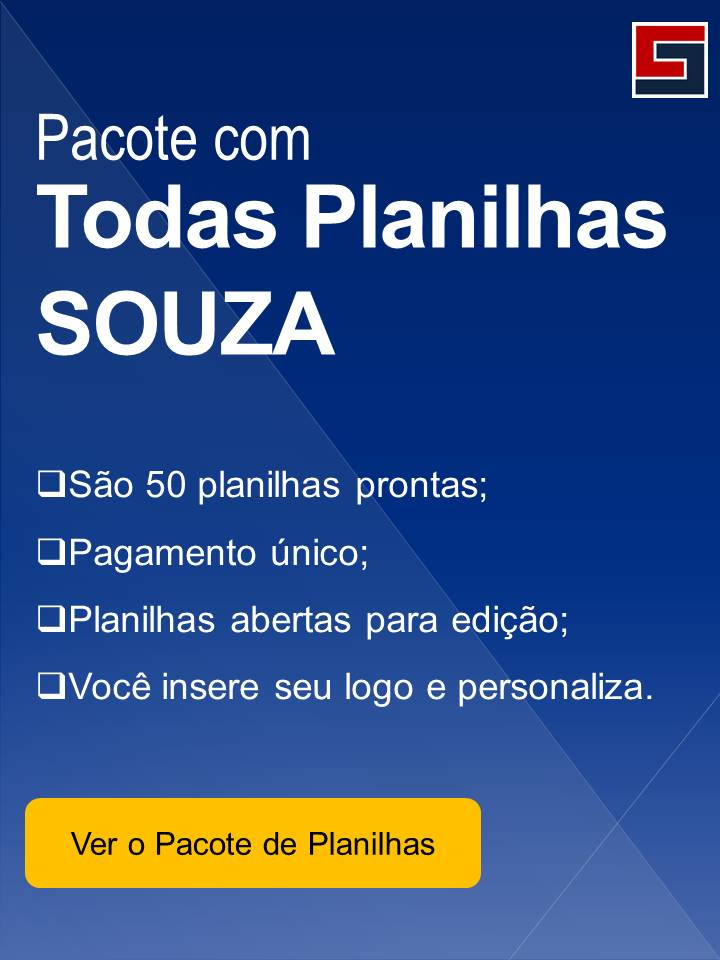 Pacote com
Todas Planilhas
SOUZA
❑São 50 planilhas prontas;
❑Pagamento único;
❑Planilhas abertas para edição;
❑Você insere seu logo e personaliza.
Ver o Pacote de Planilhas